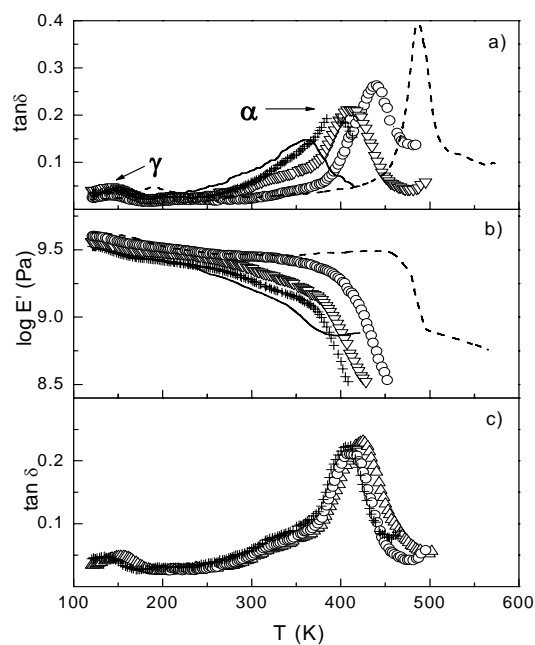 a)
tanδ
0.4
0.3
0.2
0.1
α
γ
b)
log E' (Pa)
9.5
9.0
8.5
c)
tan δ
0.2
0.1
100 200 300 400 500 600
T (K)